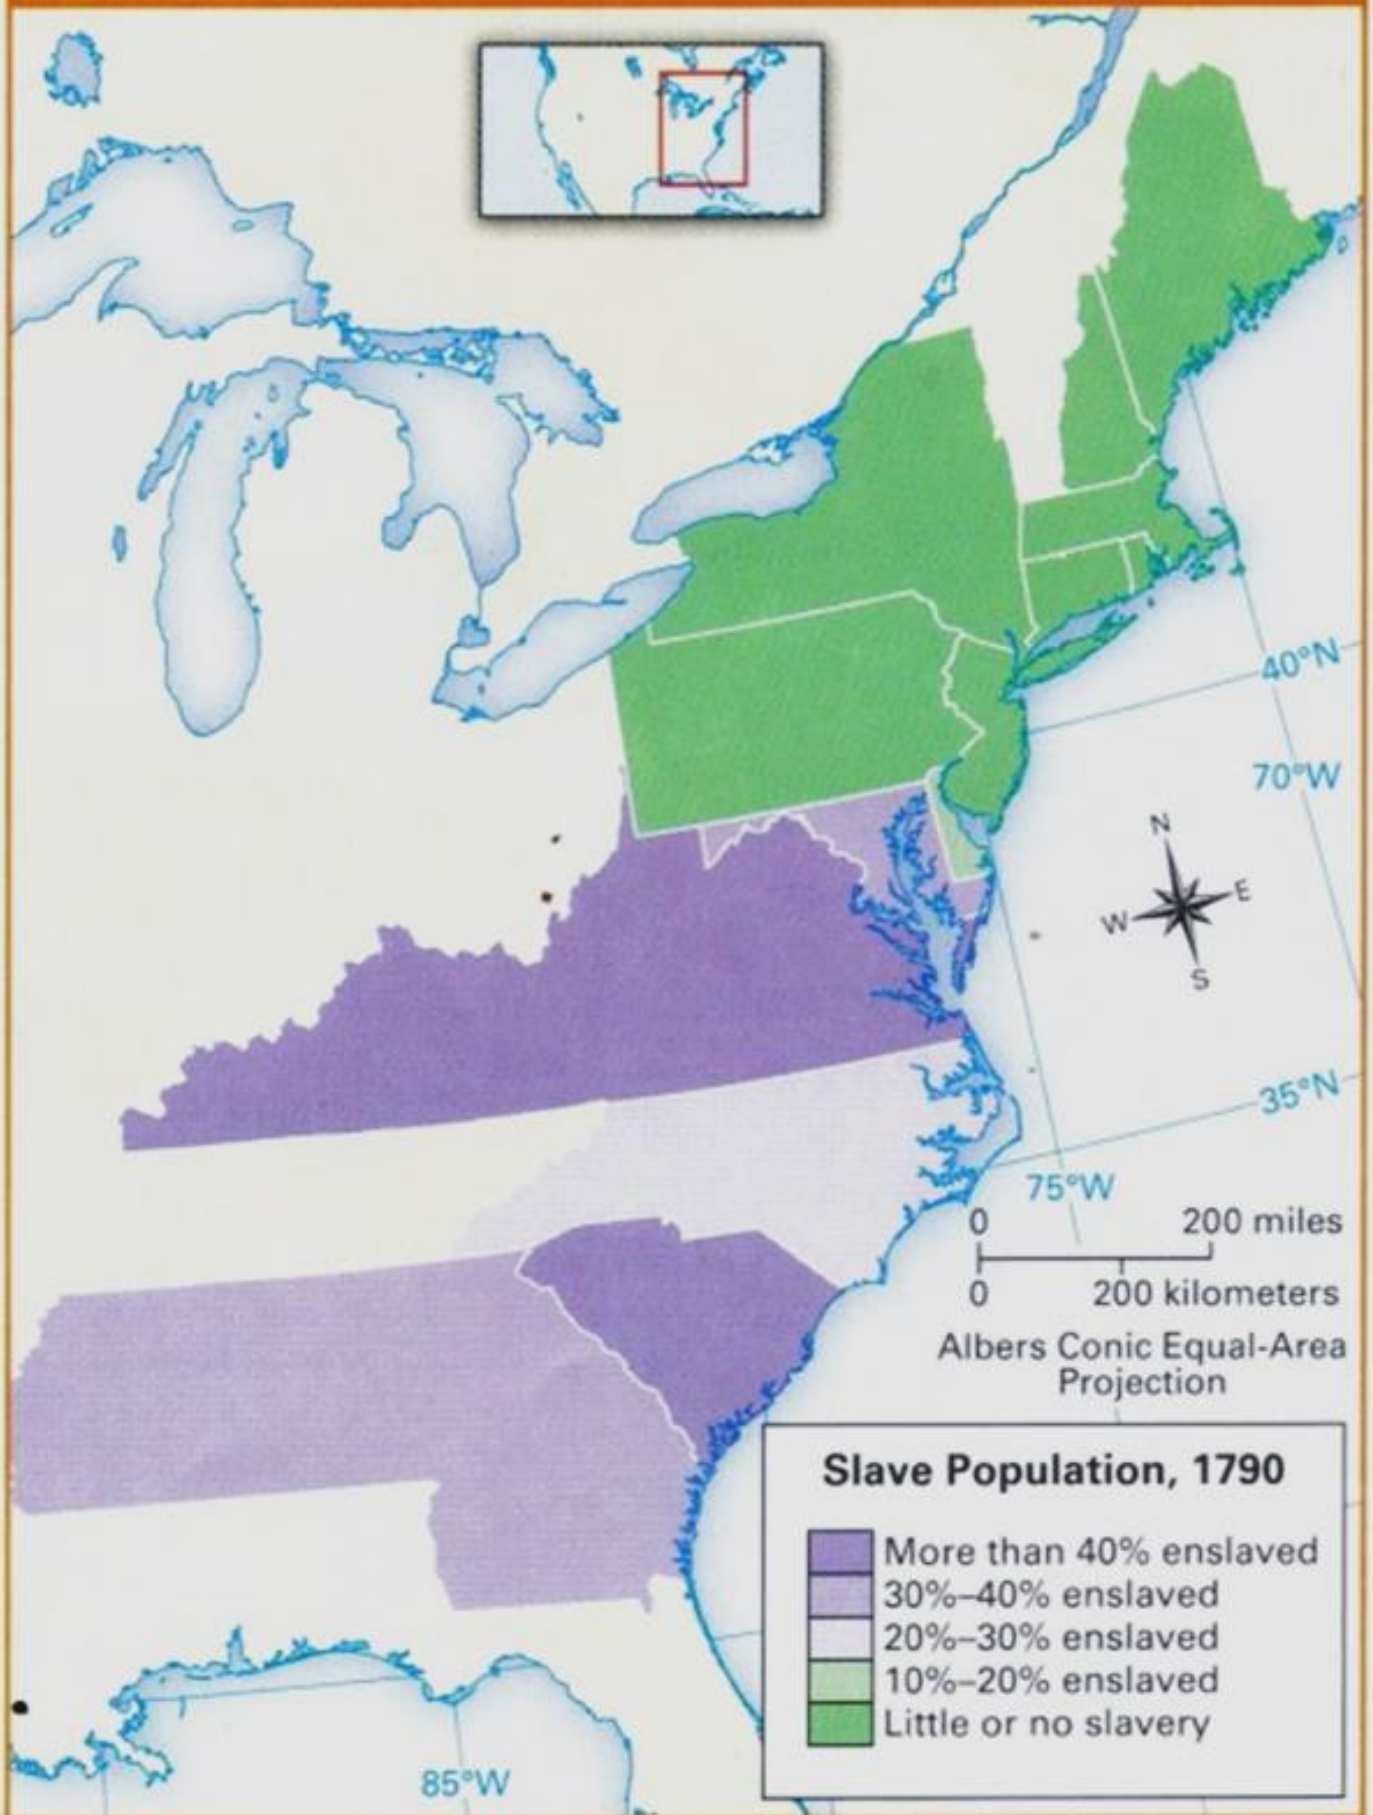 40°N
70°W
N
W
E
S
35°N
75°W
0 200 miles
0 200 kilometers
Albers Conic Equal-Area
Projection
Slave Population, 1790
More than 40% enslaved
30%–40% enslaved
20%–30% enslaved
10%–20% enslaved
Little or no slavery
85°W